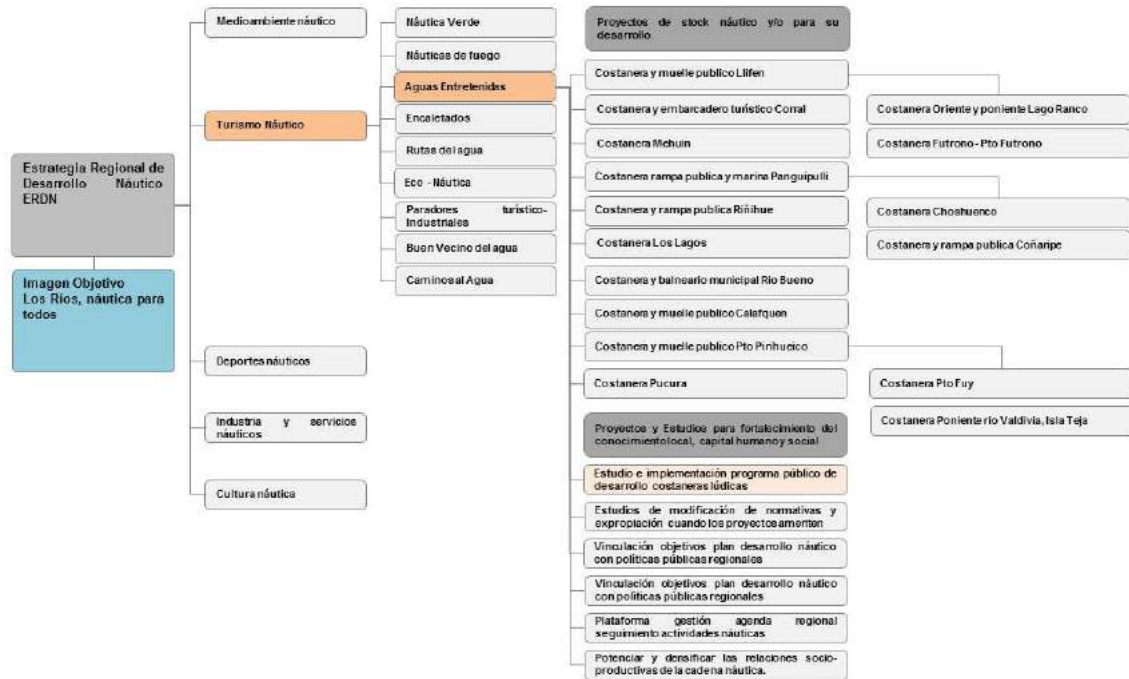 Medioambiente náutico
Turismo Náutico
Estrategia Regional de
Desarrollo Náutico
ERDN
Imagen Objetivo
Los Ríos, náutica para
todos
Deportes náuticos
Industria y servicios
náuticos
Cultura náutica
Náutica Verde
Náuticas de fuego
Aguas Entretenidas
Encaletados
Rutas del agua
Eco - Náutica
Paradores turístico-
Industriales
Buen Vecino del agua
Caminos al Agua
Proyectos de stock náutico y/o para su
desarrollo
Costanera y muelle publico Llifen
Costanera y embarcadero turístico Corral
Costanera Mehuin
Costanera rampa publica y marina Panguipulli
Costanera y rampa publica Riñihue
Costanera Los Lagos
Costanera y balneario municipal Rio Bueno
Costanera y muelle publico Calafquen
Costanera y muelle publico Pto Pirihueico
Costanera Pucura
Costanera Oriente y poniente Lago Ranco
Costanera Futrono - Pto Futrono
Costanera Choshuenco
Costanera y rampa publica Coñaripe
Costanera Pto Fuy
Costanera Poniente río Valdivia, Isla Teja
Proyectos y Estudios para fortalecimiento del
conocimiento local, capital humano y social
Estudio e implementación programa público de
desarrollo costaneras lúdicas
Estudios de modificación de normativas y
expropiación cuando los proyectos ameriten
Vinculación objetivos plan desarrollo náutico
con políticas públicas regionales
Vinculación objetivos plan desarrollo náutico
con políticas públicas regionales
Plataforma gestión agenda regional
seguimiento actividades náuticas
Potenciar y densificar las relaciones socio-
productivas de la cadena náutica.